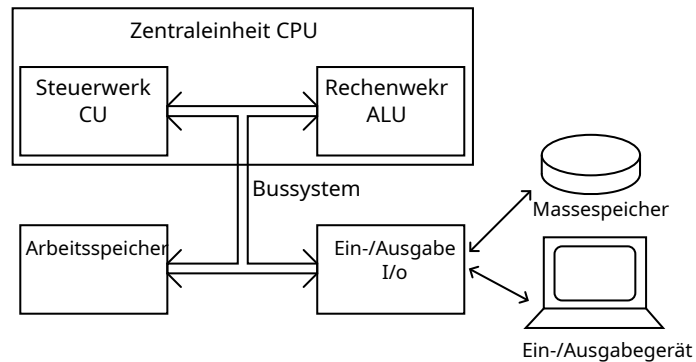 Zentraleinheit CPU
Steuerwerk
CU
Rechenwekr
ALU
Bussystem
Arbeitsspeicher
Ein-/Ausgabe
I/o
Massespeicher
Ein-/Ausgabegerät